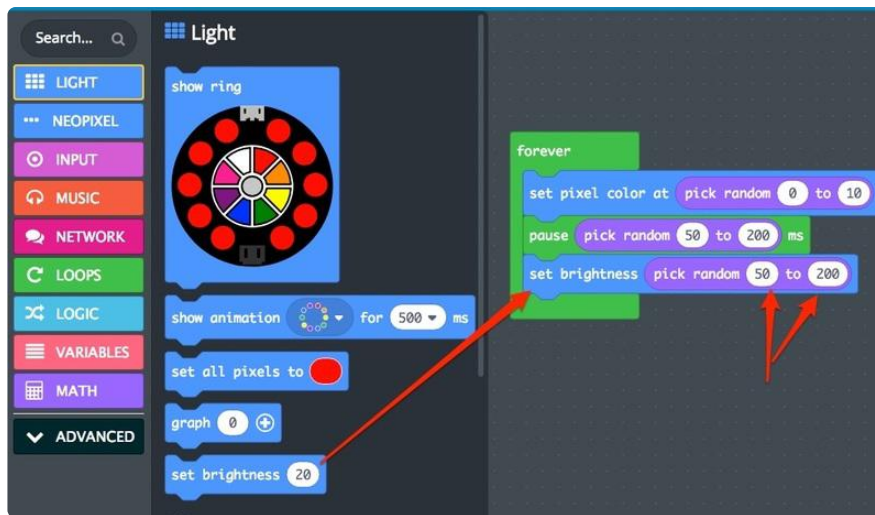 Search...
LIGHT
NEOPIXEL
INPUT
MUSIC
NETWORK
LOOPS
LOGIC
VARIABLES
MATH
ADVANCED
Light
show ring
show animation for 500 ms
set all pixels to
graph 0
set brightness 20
forever
set pixel color at pick random 0 to 10
pause pick random 50 to 200 ms
set brightness pick random 50 to 200